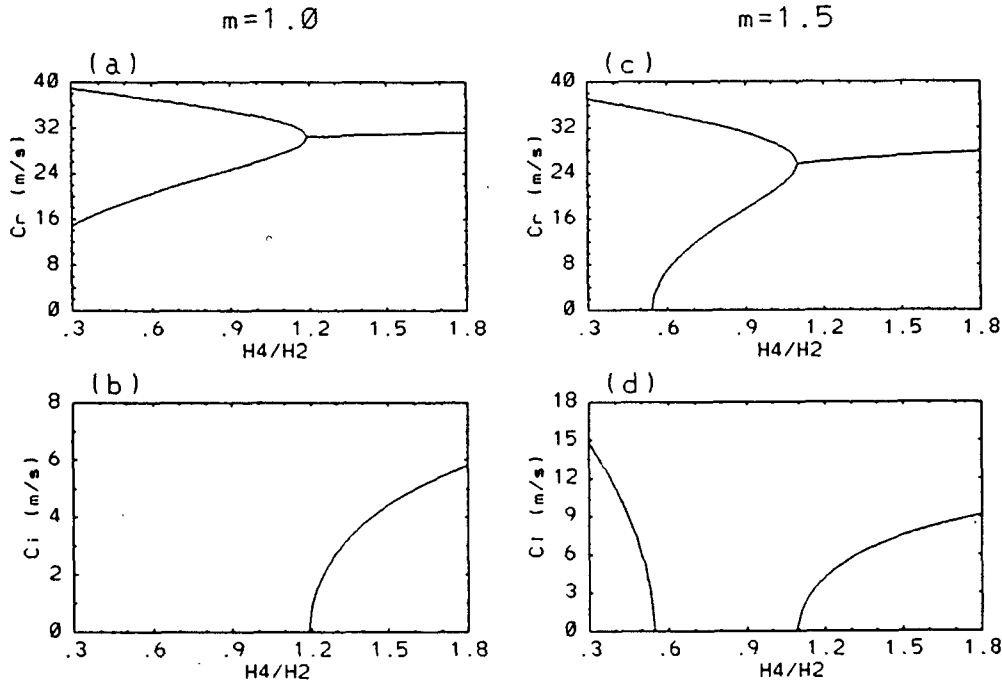 m=1.0
m=1.5
(a)
40
32
24
16
8
0
Cr (m/s)
.3 .6 .9 1.2 1.5 1.8
H4/H2
(c)
40
32
24
16
8
0
Cr (m/s)
.3 .6 .9 1.2 1.5 1.8
H4/H2
(b)
8
6
4
2
0
Ci (m/s)
.3 .6 .9 1.2 1.5 1.8
H4/H2
(d)
18
15
12
9
6
3
0
CI (m/s)
.3 .6 .9 1.2 1.5 1.8
H4/H2